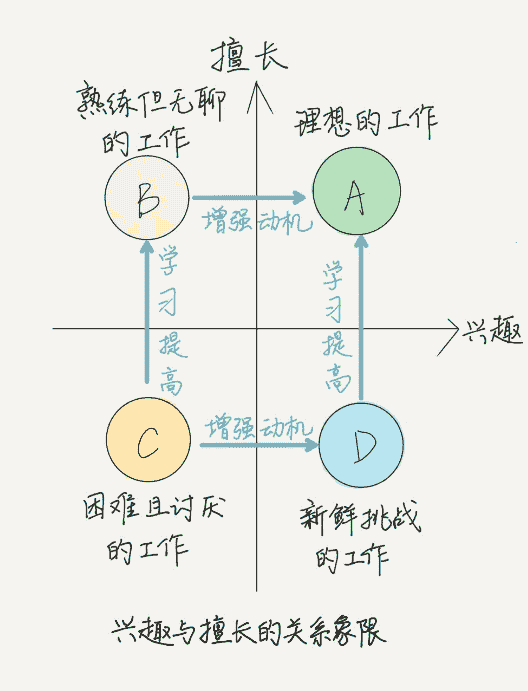 擅长
熟练但无聊
的工作
理想的工作
B
增强动机
A
学习提高
学习提高
兴趣
C
增强动机
D
困难且讨厌
的工作
新鲜挑战
的工作
兴趣与擅长的关系象限